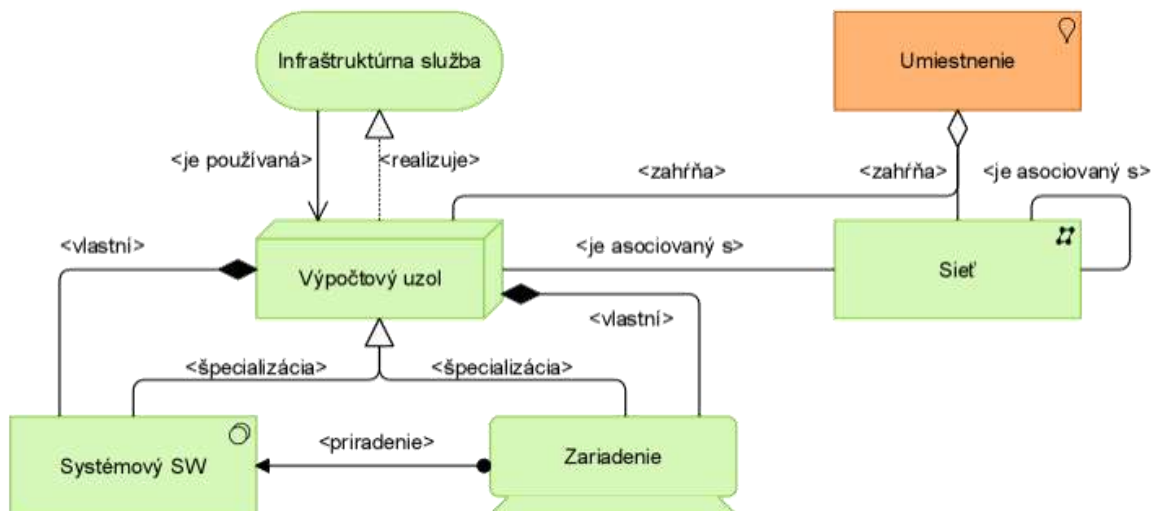 Infraštruktúrna služba
Umiestnenie
<je používaná>
<realizuje>
<zahŕňa>
<zahŕňa>
<je asociovaný s>
<vlastní>
<je asociovaný s>
Výpočtový uzol
Sieť
<vlastní>
<špecializácia>
<špecializácia>
<priradenie>
Systémový SW
Zariadenie